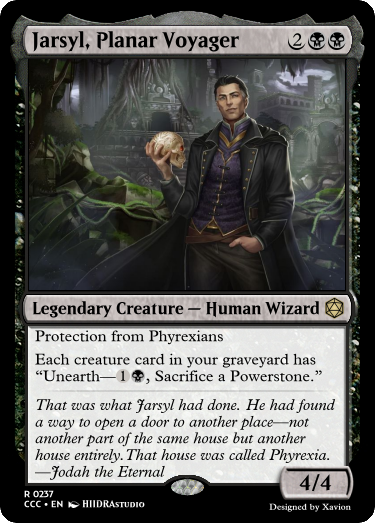 Jarsyl, Planar Voyager 2
Legendary Creature — Human Wizard
Protection from Phyrexians
Each creature card in your graveyard has
“Unearth—1, Sacrifice a Powerstone.”
That was what Jarsyl had done. He had found
a way to open a door to another place—not
another part of the same house but another
house entirely. That house was called Phyrexia.
—Jodah the Eternal
4/4
R 0237
CCC • EN HIIDRASTUDIO
Designed by Xavion